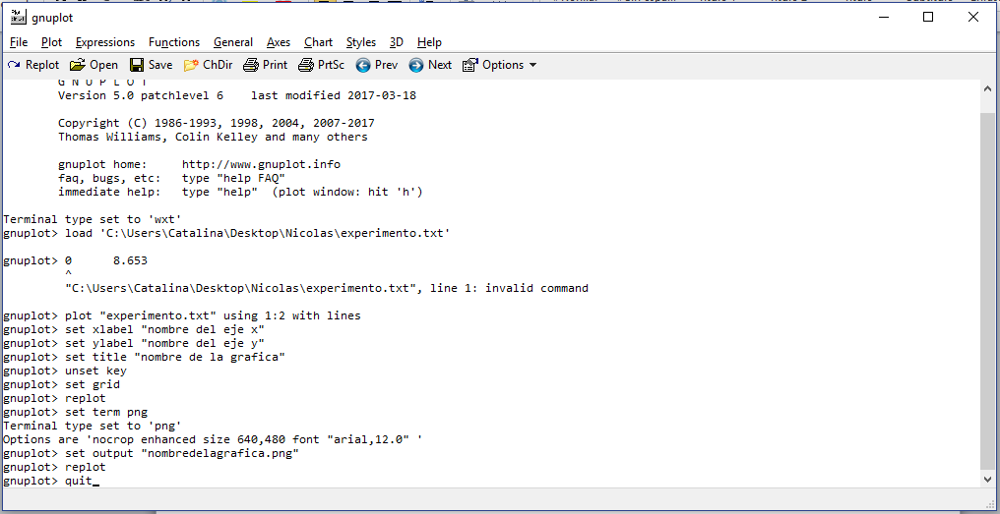 gnuplot
File Plot Expressions Functions General Axes Chart Styles 3D Help
Replot Open Save ChDir Print PrtSc Prev Next Options
G N U P L O T
Version 5.0 patchlevel 6    last modified 2017-03-18
Copyright (C) 1986-1993, 1998, 2004, 2007-2017
Thomas Williams, Colin Kelley and many others
gnuplot home:     http://www.gnuplot.info
faq, bugs, etc:   type "help FAQ"
immediate help:   type "help"  (plot window: hit 'h')
Terminal type set to 'wxt'
gnuplot> load 'C:\Users\Catalina\Desktop\Nicolas\experimento.txt'
gnuplot> 0      8.653
^
"C:\Users\Catalina\Desktop\Nicolas\experimento.txt", line 1: invalid command
gnuplot> plot "experimento.txt" using 1:2 with lines
gnuplot> set xlabel "nombre del eje x"
gnuplot> set ylabel "nombre del eje y"
gnuplot> set title "nombre de la grafica"
gnuplot> unset key
gnuplot> set grid
gnuplot> replot
gnuplot> set term png
Terminal type set to 'png'
Options are 'nocrop enhanced size 640,480 font "arial,12.0" '
gnuplot> set output "nombredelagrafica.png"
gnuplot> replot
gnuplot> quit_